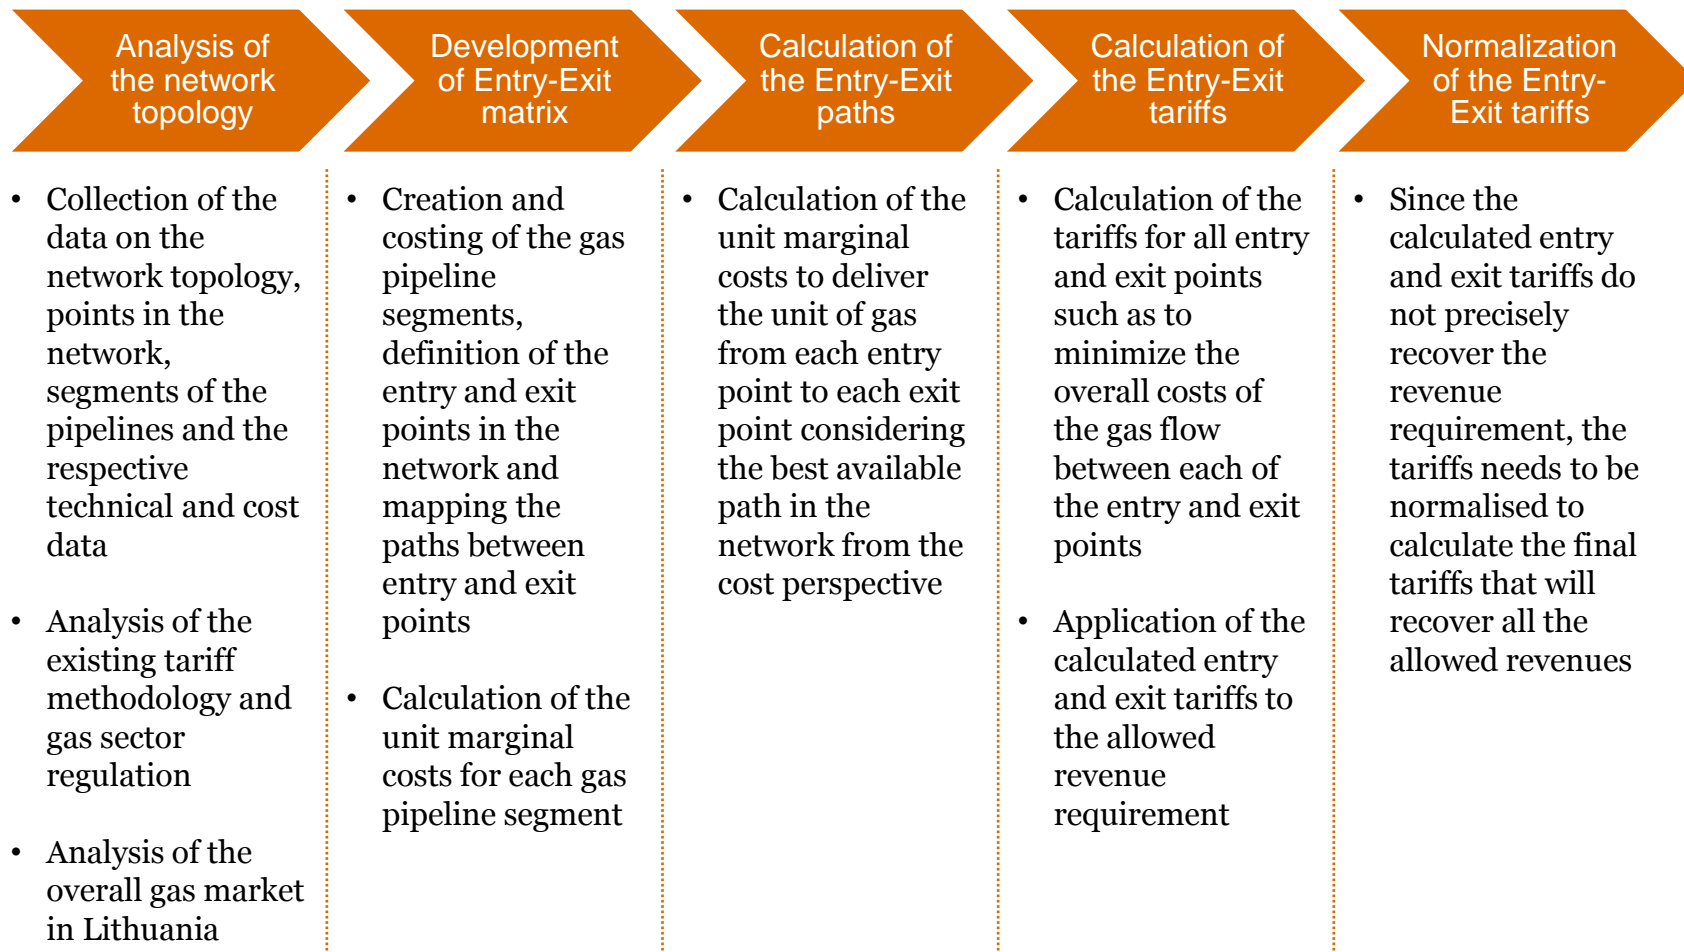 Analysis of
the network
topology
Development
of Entry-Exit
matrix
Calculation of
the Entry-Exit
paths
Calculation of
the Entry-Exit
tariffs
Normalization
of the Entry-
Exit tariffs
• Collection of the
data on the
network topology,
points in the
network,
segments of the
pipelines and the
respective
technical and cost
data
• Analysis of the
existing tariff
methodology and
gas sector
regulation
• Analysis of the
overall gas market
in Lithuania
• Creation and
costing of the gas
pipeline
segments,
definition of the
entry and exit
points in the
network and
mapping the
paths between
entry and exit
points
• Calculation of the
unit marginal
costs for each gas
pipeline segment
• Calculation of the
unit marginal
costs to deliver
the unit of gas
from each entry
point to each exit
point considering
the best available
path in the
network from the
cost perspective
• Calculation of the
tariffs for all entry
and exit points
such as to
minimize the
overall costs of
the gas flow
between each of
the entry and exit
points
• Application of the
calculated entry
and exit tariffs to
the allowed
revenue
requirement
• Since the
calculated entry
and exit tariffs do
not precisely
recover the
revenue
requirement, the
tariffs needs to be
normalised to
calculate the final
tariffs that will
recover all the
allowed revenues